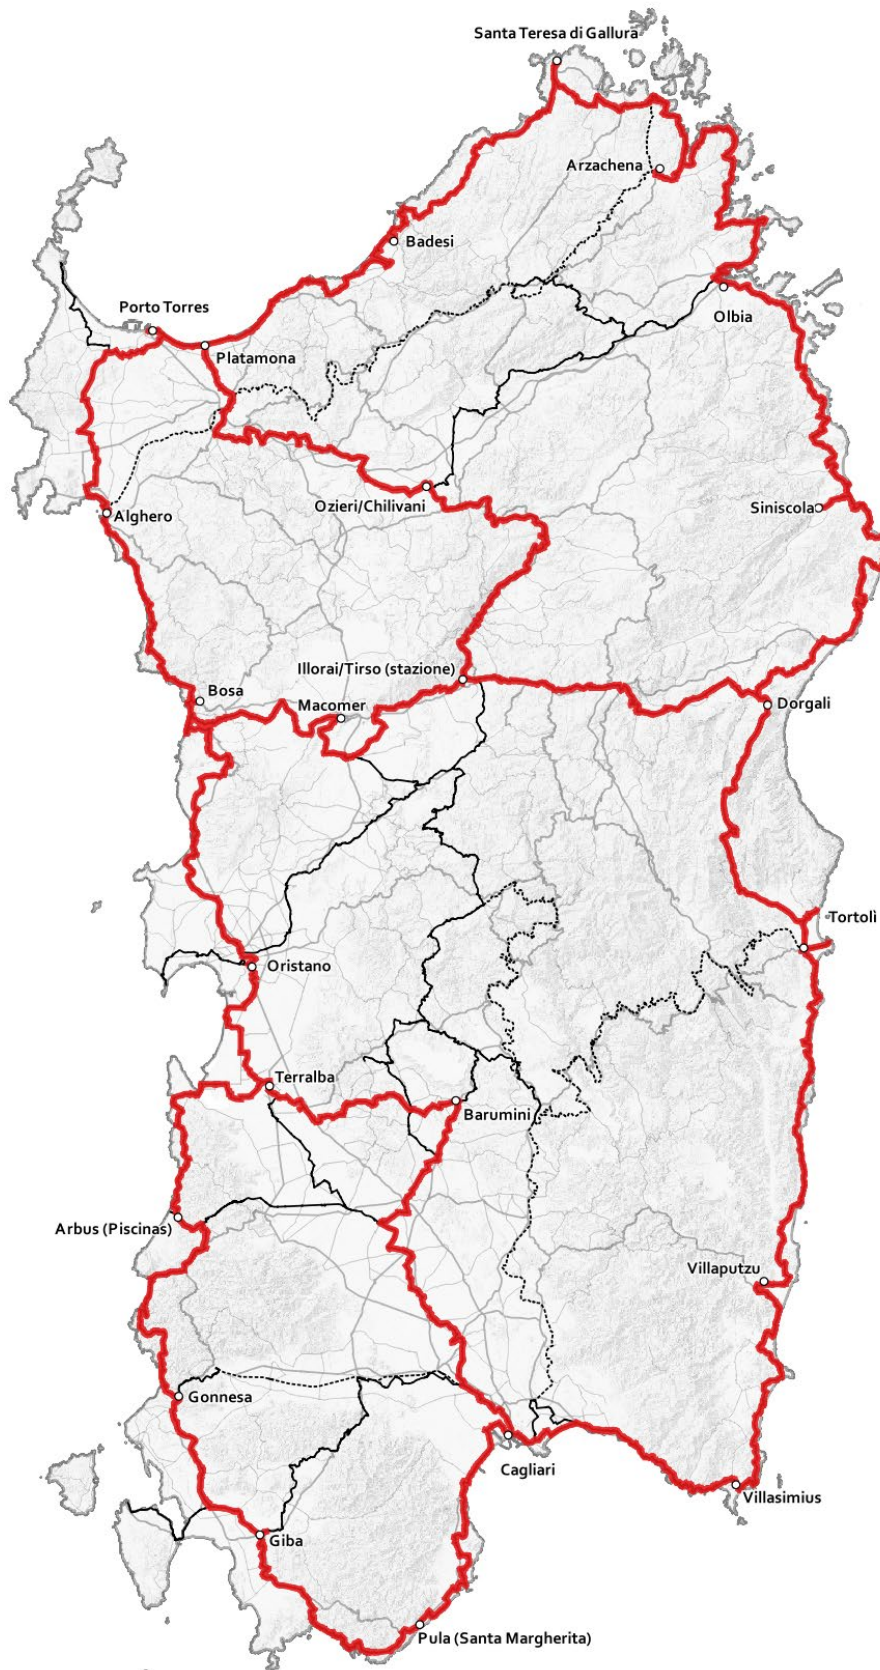 Santa Teresa di Gallura
Arzachena
Badesi
Olbia
Porto Torres
Platamona
Ozieri/Chilivani
Siniscola
Alghero
Illorai/Tirso (stazione)
Bosa
Macomer
Dorgali
Tortolì
Oristano
Terralba
Barumini
Arbus (Piscinas)
Villaputzu
Gonnesa
Cagliari
Villasimius
Giba
Pula (Santa Margherita)